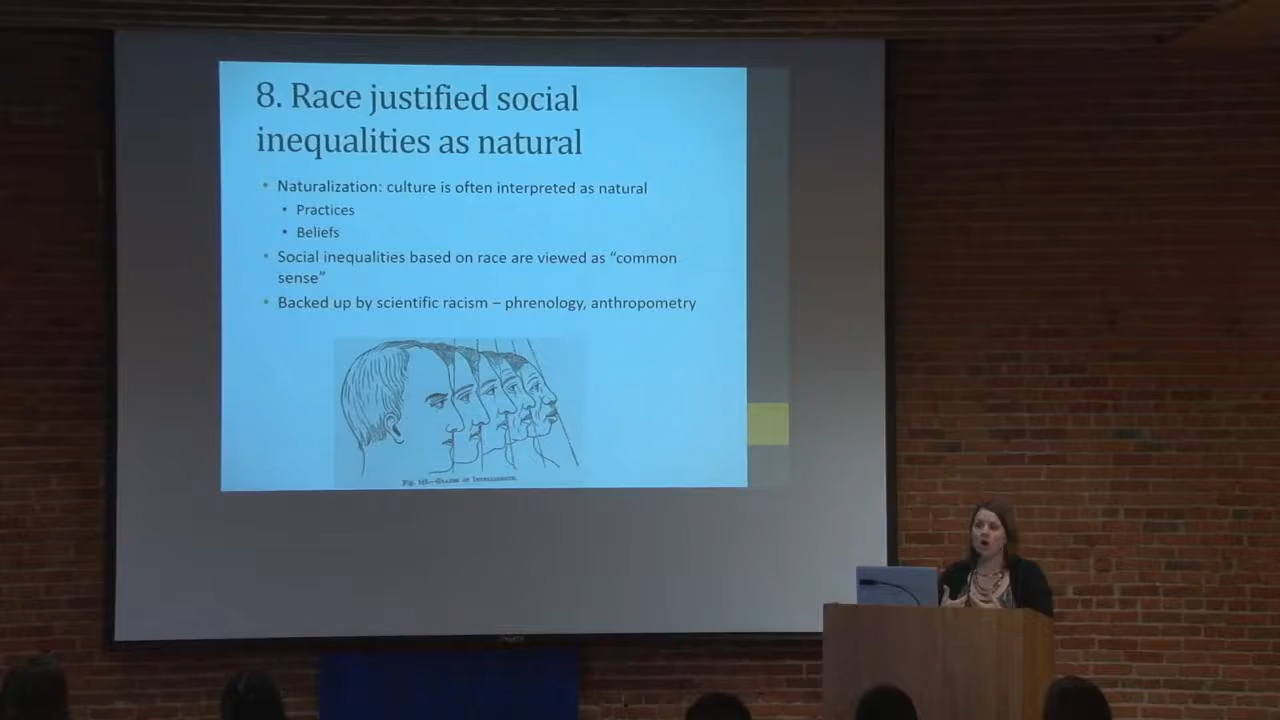 8. Race justified social
inequalities as natural
• Naturalization: culture is often interpreted as natural
• Practices
• Beliefs
• Social inequalities based on race are viewed as “common
sense”
• Backed up by scientific racism – phrenology, anthropometry
Fig.